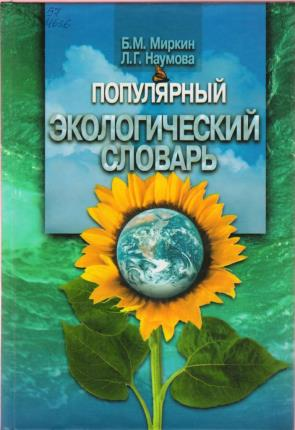 Б.М. Миркин
Л.Г. Наумова
ПОПУЛЯРНЫЙ
ЭКОЛОГИЧЕСКИЙ
СЛОВАРЬ